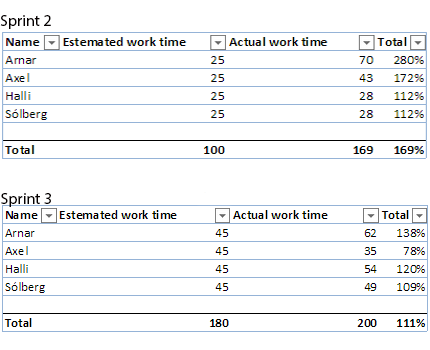 Sprint 2
Name Estemated work time Actual work time Total
Arnar 25 70 280%
Axel 25 43 172%
Halli 25 28 112%
Sólberg 25 28 112%
Total 100 169 169%
Sprint 3
Name Estemated work time Actual work time Total
Arnar 45 62 138%
Axel 45 35 78%
Halli 45 54 120%
Sólberg 45 49 109%
Total 180 200 111%